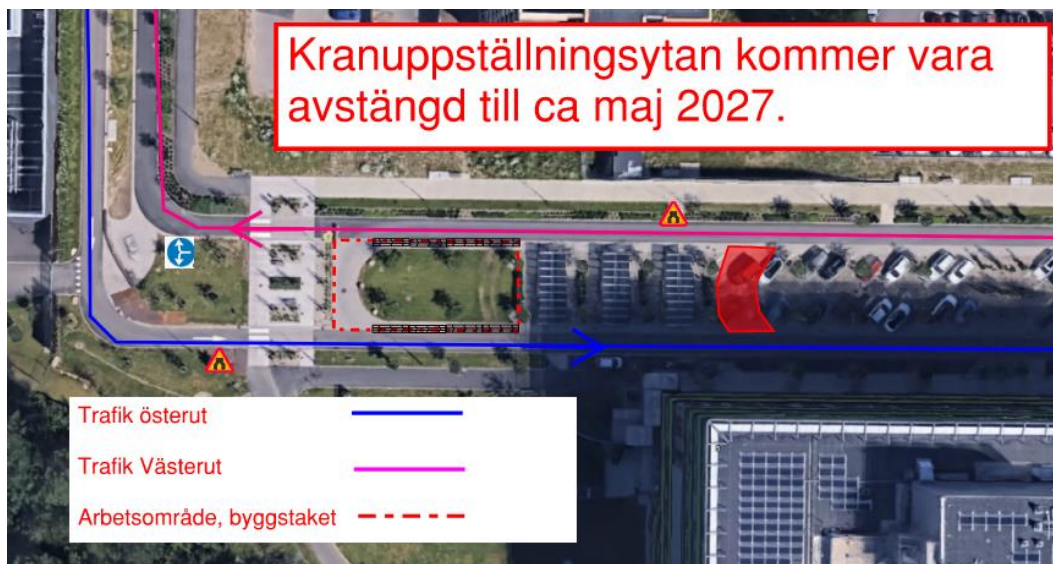 Kranuppställningsytan kommer vara
avstängd till ca maj 2027.
Trafik österut
Trafik Västerut
Arbetsområde, byggstaket